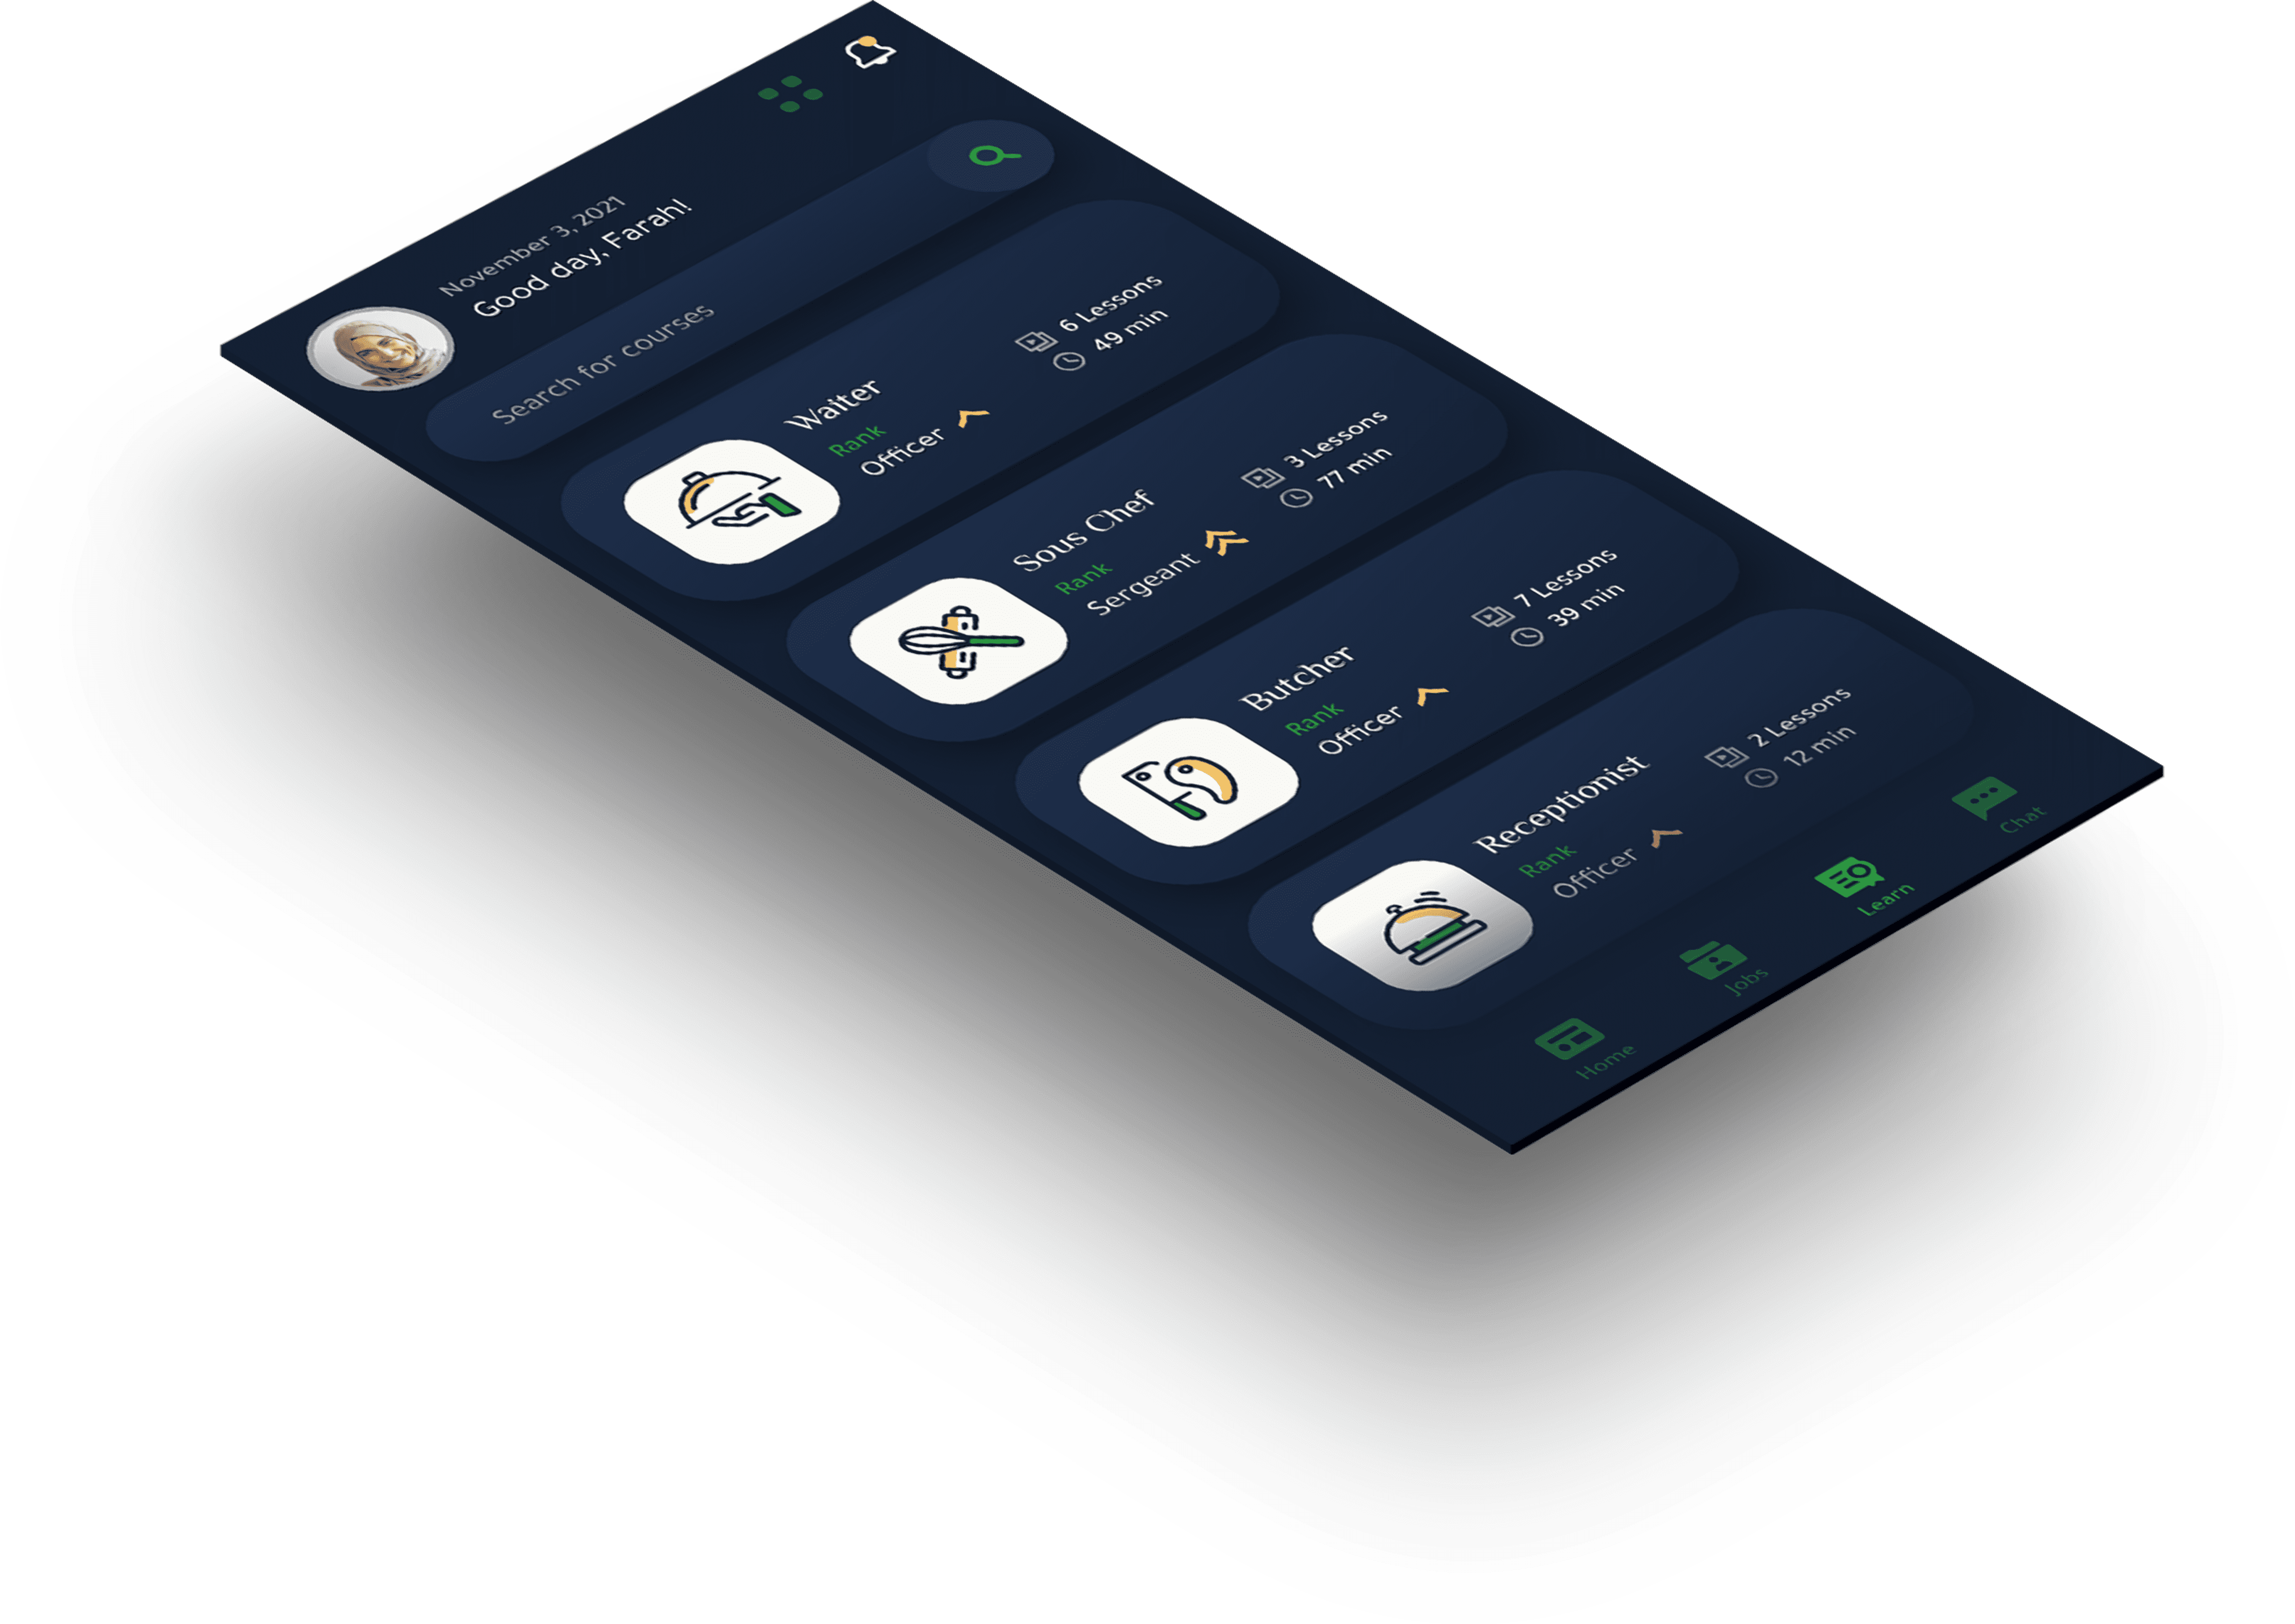 November 3, 2021
Good day, Farah!
Search for courses
Waiter
Rank
Officer
6 Lessons
49 min
Sous Chef
Rank
Sergeant
3 Lessons
77 min
Butcher
Rank
Officer
7 Lessons
39 min
Receptionist
Rank
Officer
2 Lessons
12 min
Home
Jobs
Learn
Chat